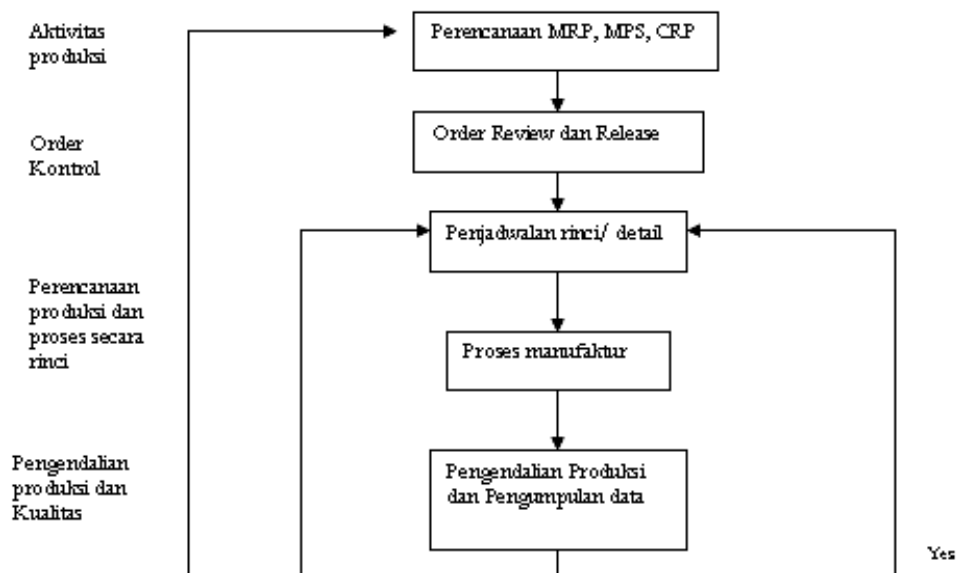 Aktivitas
produksi
Perencanaan MRP, MPS, CRP
Order Review dan Release
Order
Kontrol
Penjadwalan rinci/ detail
Perencanaan
produksi dan
proses secara
rinci
Proses manufaktur
Pengendalian
produksi dan
Kualitas
Pengendalian Produksi
dan Pengumpulan data
Yes